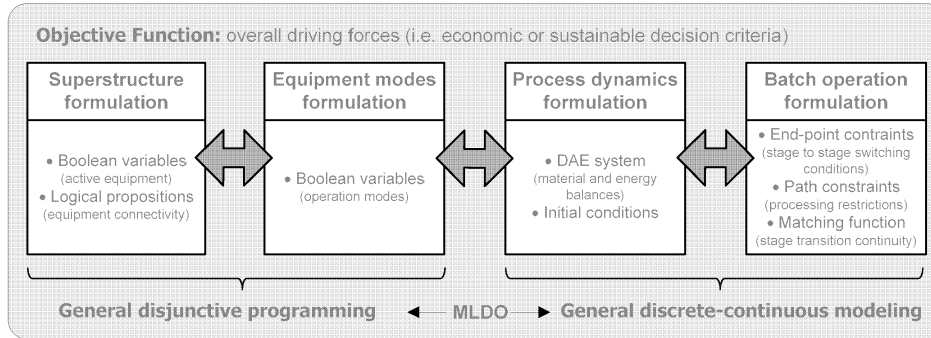 Objective Function: overall driving forces (i.e. economic or sustainable decision criteria)
Superstructure
formulation
• Boolean variables
(active equipment)
• Logical propositions
(equipment connectivity)
Equipment modes
formulation
• Boolean variables
(operation modes)
Process dynamics
formulation
• DAE system
(material and energy
balances)
• Initial conditions
Batch operation
formulation
• End-point contraints
(stage to stage switching
conditions)
• Path constraints
(processing restrictions)
• Matching function
(stage transition continuity)
General disjunctive programming
MLDO
General discrete-continuous modeling